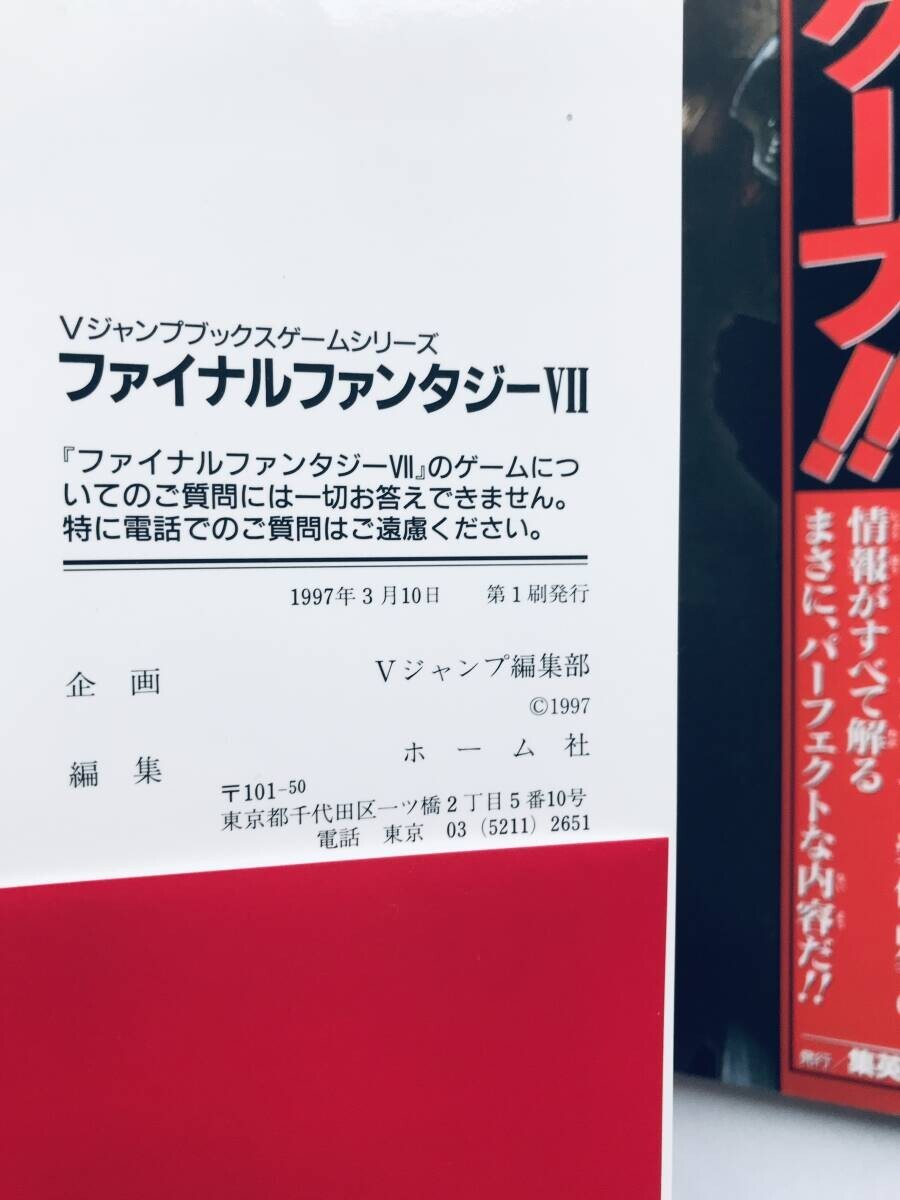 Vジャンプブックスゲームシリーズ
ファイナルファンタジーVII
『ファイナルファンタジーVII』のゲームにつ
いてのご質問には一切お答えできません。
特に電話でのご質問はご遠慮ください。
1997年3月10日 第1刷発行
企画 Vジャンプ編集部
©1997
編集 ホーム社
〒101-50
東京都千代田区一ツ橋2丁目5番10号
電話 東京 03 (5211) 2651
ブ!!
情報がすべて解る
まさに、パーフェクトな内容だ!!
発行/集英